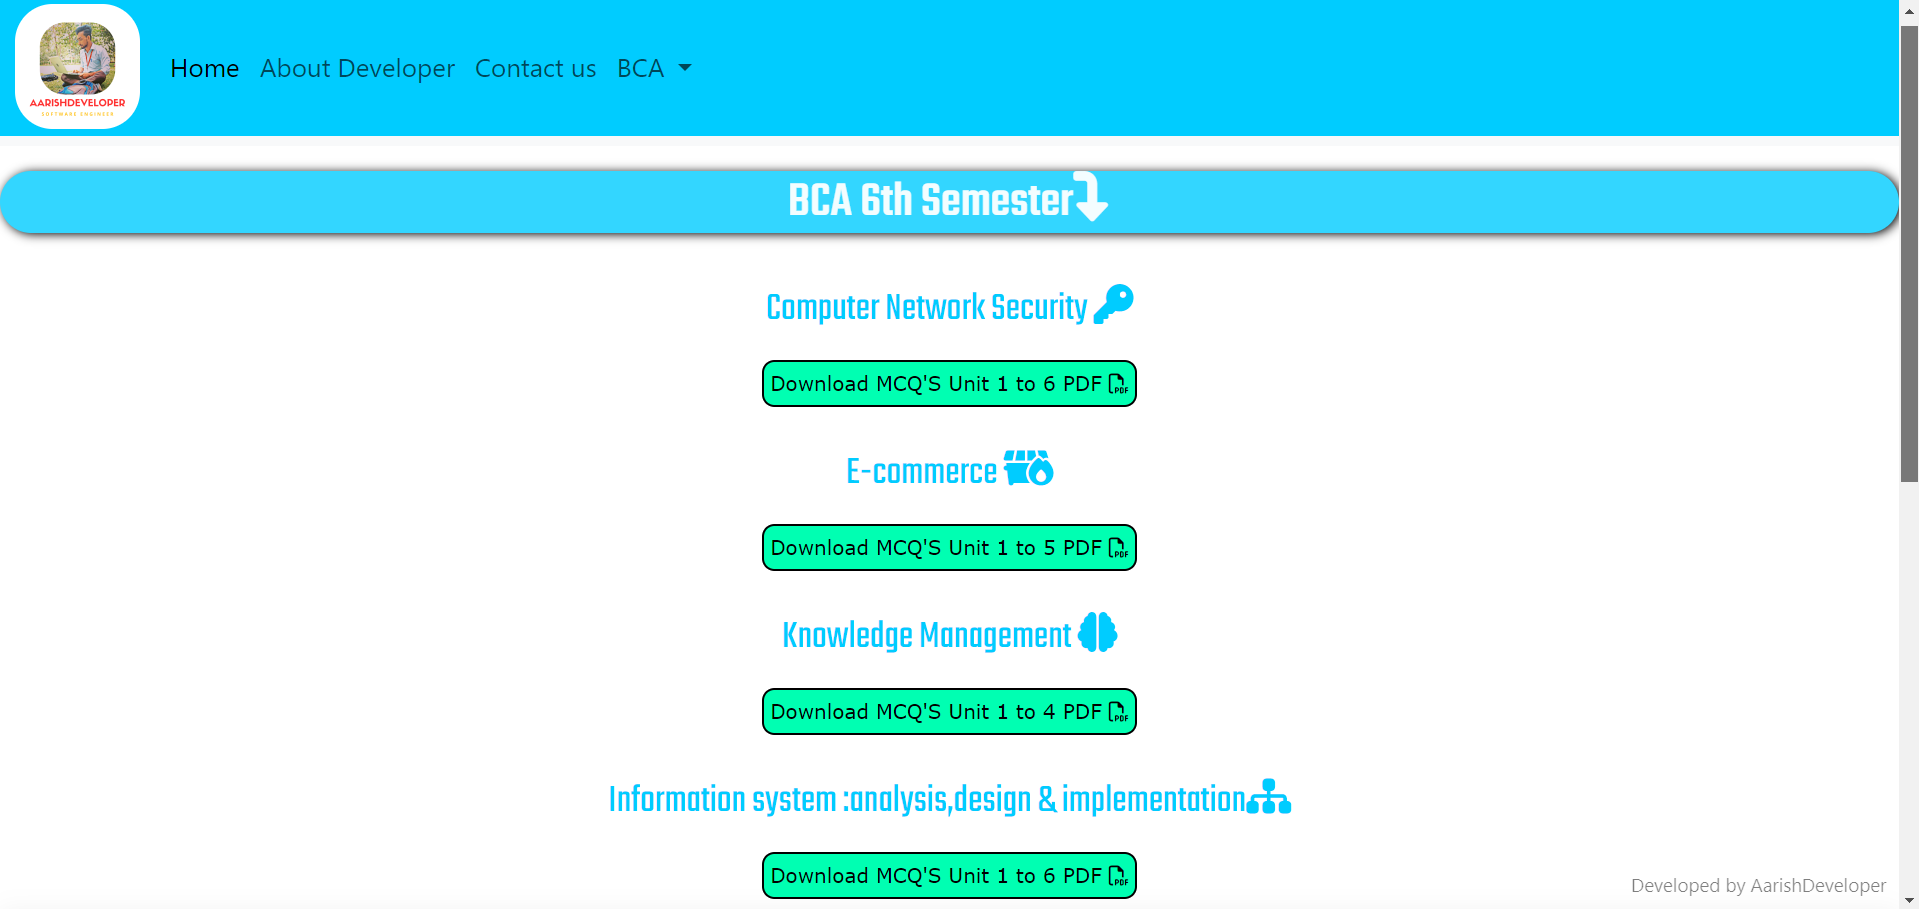 AARISHDEVELOPER
SOFTWARE ENGINEER
Home About Developer Contact us BCA
BCA 6th Semester
Computer Network Security
Download MCQ'S Unit 1 to 6 PDF
E-commerce
Download MCQ'S Unit 1 to 5 PDF
Knowledge Management
Download MCQ'S Unit 1 to 4 PDF
Information system :analysis,design & implementation
Download MCQ'S Unit 1 to 6 PDF
Developed by AarishDeveloper